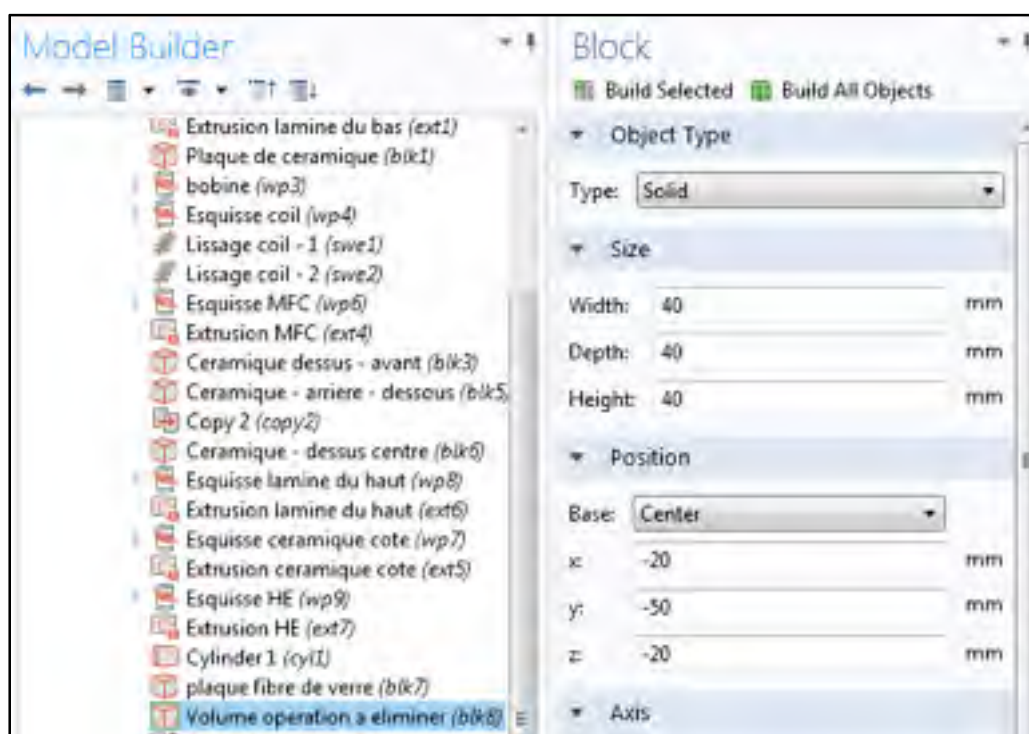 Model Builder
Extrusion lamine du bas (ext1)
Plaque de ceramique (blk1)
bobine (wp3)
Esquisse coil (wp4)
Lissage coil - 1 (swe1)
Lissage coil - 2 (swe2)
Esquisse MFC (wp6)
Extrusion MFC (ext4)
Ceramique dessus - avant (blk3)
Ceramique - arriere - dessous (blk5)
Copy 2 (copy2)
Ceramique - dessus centre (blk6)
Esquisse lamine du haut (wp8)
Extrusion lamine du haut (ext6)
Esquisse ceramique cote (wp7)
Extrusion ceramique cote (ext5)
Esquisse HE (wp9)
Extrusion HE (ext7)
Cylinder 1 (cyl1)
plaque fibre de verre (blk7)
Volume operation a eliminer (blk8)
Block
Build Selected Build All Objects
Object Type
Type: Solid
Size
Width: 40 mm
Depth: 40 mm
Height: 40 mm
Position
Base: Center
x: -20 mm
y: -50 mm
z: -20 mm
Axis